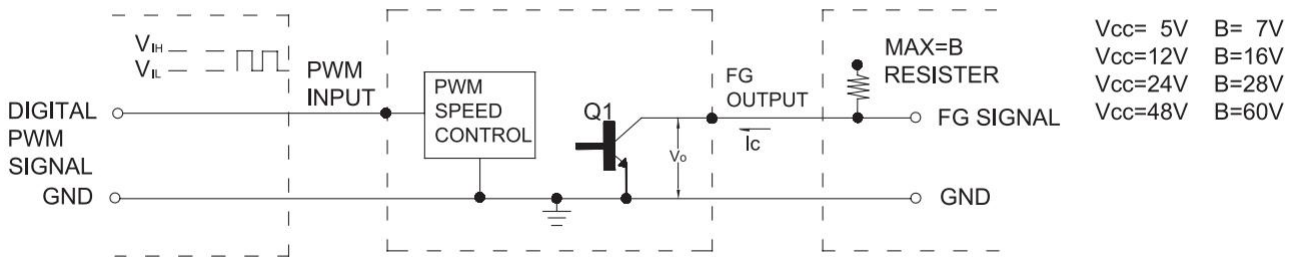 VIH
VIL
PWM
INPUT
DIGITAL
PWM
SIGNAL
GND
PWM
SPEED
CONTROL
Q1
Vo
FG
OUTPUT
Ic
MAX=B
RESISTER
FG SIGNAL
GND
Vcc= 5V B= 7V
Vcc=12V B=16V
Vcc=24V B=28V
Vcc=48V B=60V